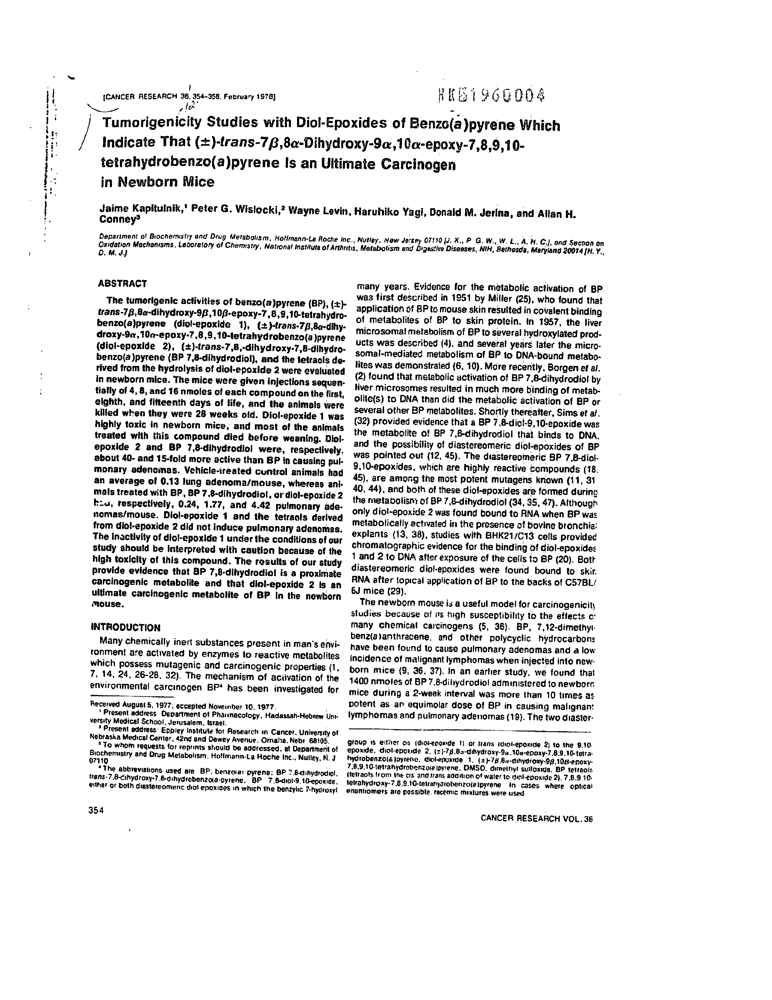 [CANCER RESEARCH 38, 354-358, February 1978]
KKG1960004
Tumorigenicity Studies with Diol-Epoxides of Benzo(a)pyrene Which
Indicate That (±)-trans-7β,8α-Dihydroxy-9α,10α-epoxy-7,8,9,10-
tetrahydrobenzo(a)pyrene Is an Ultimate Carcinogen
in Newborn Mice
Jaime Kapitulnik,¹ Peter G. Wislocki,² Wayne Levin, Haruhiko Yagi, Donald M. Jerina, and Allan H.
Conney³
Department of Biochemistry and Drug Metabolism, Hoffmann-La Roche Inc., Nutley, New Jersey 07110 [J. K., P. G. W., W. L., A. H. C.], and Section on
Oxidation Mechanisms, Laboratory of Chemistry, National Institute of Arthritis, Metabolism and Digestive Diseases, NIH, Bethesda, Maryland 20014 [H. Y.,
D. M. J.]
ABSTRACT
The tumorigenic activities of benzo(a)pyrene (BP), (±)-
trans-7β,8α-dihydroxy-9β,10β-epoxy-7,8,9,10-tetrahydro-
benzo(a)pyrene (diol-epoxide 1), (±)-trans-7β,8α-dihy-
droxy-9α,10α-epoxy-7,8,9,10-tetrahydrobenzo(a)pyrene
(diol-epoxide 2), (±)-trans-7,8,-dihydroxy-7,8-dihydro-
benzo(a)pyrene (BP 7,8-dihydrodiol), and the tetraols de-
rived from the hydrolysis of diol-epoxide 2 were evaluated
in newborn mice. The mice were given injections sequen-
tially of 4, 8, and 16 nmoles of each compound on the first,
eighth, and fifteenth days of life, and the animals were
killed when they were 28 weeks old. Diol-epoxide 1 was
highly toxic in newborn mice, and most of the animals
treated with this compound died before weaning. Diol-
epoxide 2 and BP 7,8-dihydrodiol were, respectively,
about 40- and 15-fold more active than BP in causing pul-
monary adenomas. Vehicle-treated control animals had
an average of 0.13 lung adenoma/mouse, whereas ani-
mals treated with BP, BP 7,8-dihydrodiol, or diol-epoxide 2
had, respectively, 0.24, 1.77, and 4.42 pulmonary ade-
nomas/mouse. Diol-epoxide 1 and the tetraols derived
from diol-epoxide 2 did not induce pulmonary adenomas.
The inactivity of diol-epoxide 1 under the conditions of our
study should be interpreted with caution because of the
high toxicity of this compound. The results of our study
provide evidence that BP 7,8-dihydrodiol is a proximate
carcinogenic metabolite and that diol-epoxide 2 is an
ultimate carcinogenic metabolite of BP in the newborn
mouse.
INTRODUCTION
Many chemically inert substances present in man's envi-
ronment are activated by enzymes to reactive metabolites
which possess mutagenic and carcinogenic properties (1,
7, 14, 24, 26-28, 32). The mechanism of activation of the
environmental carcinogen BP⁴ has been investigated for
Received August 5, 1977; accepted November 10, 1977.
¹ Present address: Department of Pharmacology, Hadassah-Hebrew Uni-
versity Medical School, Jerusalem, Israel.
² Present address: Eppley Institute for Research in Cancer, University of
Nebraska Medical Center, 42nd and Dewey Avenue, Omaha, Nebr. 68105.
³ To whom requests for reprints should be addressed, at Department of
Biochemistry and Drug Metabolism, Hoffmann-La Roche Inc., Nutley, N. J.
07110
⁴ The abbreviations used are: BP, benzo(a)pyrene; BP 7,8-dihydrodiol,
trans-7,8-dihydroxy-7,8-dihydrobenzo(a)pyrene; BP 7,8-diol-9,10-epoxide,
either or both diastereomeric diol epoxides in which the benzylic 7-hydroxyl
many years. Evidence for the metabolic activation of BP
was first described in 1951 by Miller (25), who found that
application of BP to mouse skin resulted in covalent binding
of metabolites of BP to skin protein. In 1957, the liver
microsomal metabolism of BP to several hydroxylated prod-
ucts was described (4), and several years later the micro-
somal-mediated metabolism of BP to DNA-bound metabo-
lites was demonstrated (6, 10). More recently, Borgen et al.
(2) found that metabolic activation of BP 7,8-dihydrodiol by
liver microsomes resulted in much more binding of metab-
olite(s) to DNA than did the metabolic activation of BP or
several other BP metabolites. Shortly thereafter, Sims et al.
(32) provided evidence that a BP 7,8-diol-9,10-epoxide was
the metabolite of BP 7,8-dihydrodiol that binds to DNA,
and the possibility of diastereomeric diol-epoxides of BP
was pointed out (12, 45). The diastereomeric BP 7,8-diol-
9,10-epoxides, which are highly reactive compounds (18,
45), are among the most potent mutagens known (11, 31
40, 44), and both of these diol-epoxides are formed during
the metabolism of BP 7,8-dihydrodiol (34, 35, 47). Although
only diol-epoxide 2 was found bound to RNA when BP was
metabolically activated in the presence of bovine bronchial
explants (13, 38), studies with BHK21/C13 cells provided
chromatographic evidence for the binding of diol-epoxides
1 and 2 to DNA after exposure of the cells to BP (20). Both
diastereomeric diol-epoxides were found bound to skin
RNA after topical application of BP to the backs of C57BL/
6J mice (29).
The newborn mouse is a useful model for carcinogenicity
studies because of its high susceptibility to the effects of
many chemical carcinogens (5, 36). BP, 7,12-dimethyl-
benz(a)anthracene, and other polycyclic hydrocarbons
have been found to cause pulmonary adenomas and a low
incidence of malignant lymphomas when injected into new-
born mice (9, 36, 37). In an earlier study, we found that
1400 nmoles of BP 7,8-dihydrodiol administered to newborn
mice during a 2-week interval was more than 10 times as
potent as an equimolar dose of BP in causing malignant
lymphomas and pulmonary adenomas (19). The two diaster-
group is either cis (diol-epoxide 1) or trans (diol-epoxide 2) to the 9,10-
epoxide, diol-epoxide 2, (±)-7β,8α-dihydroxy-9α,10α-epoxy-7,8,9,10-tetra-
hydrobenzo(a)pyrene, diol-epoxide 1, (±)-7β,8α-dihydroxy-9β,10β-epoxy-
7,8,9,10-tetrahydrobenzo(a)pyrene, DMSO, dimethyl sulfoxide, BP tetraols
(tetraols from the cis and trans addition of water to diol-epoxide 2), 7,8,9,10-
tetrahydroxy-7,8,9,10-tetrahydrobenzo(a)pyrene. In cases where optical
enantiomers are possible, racemic mixtures were used
354
CANCER RESEARCH VOL. 38